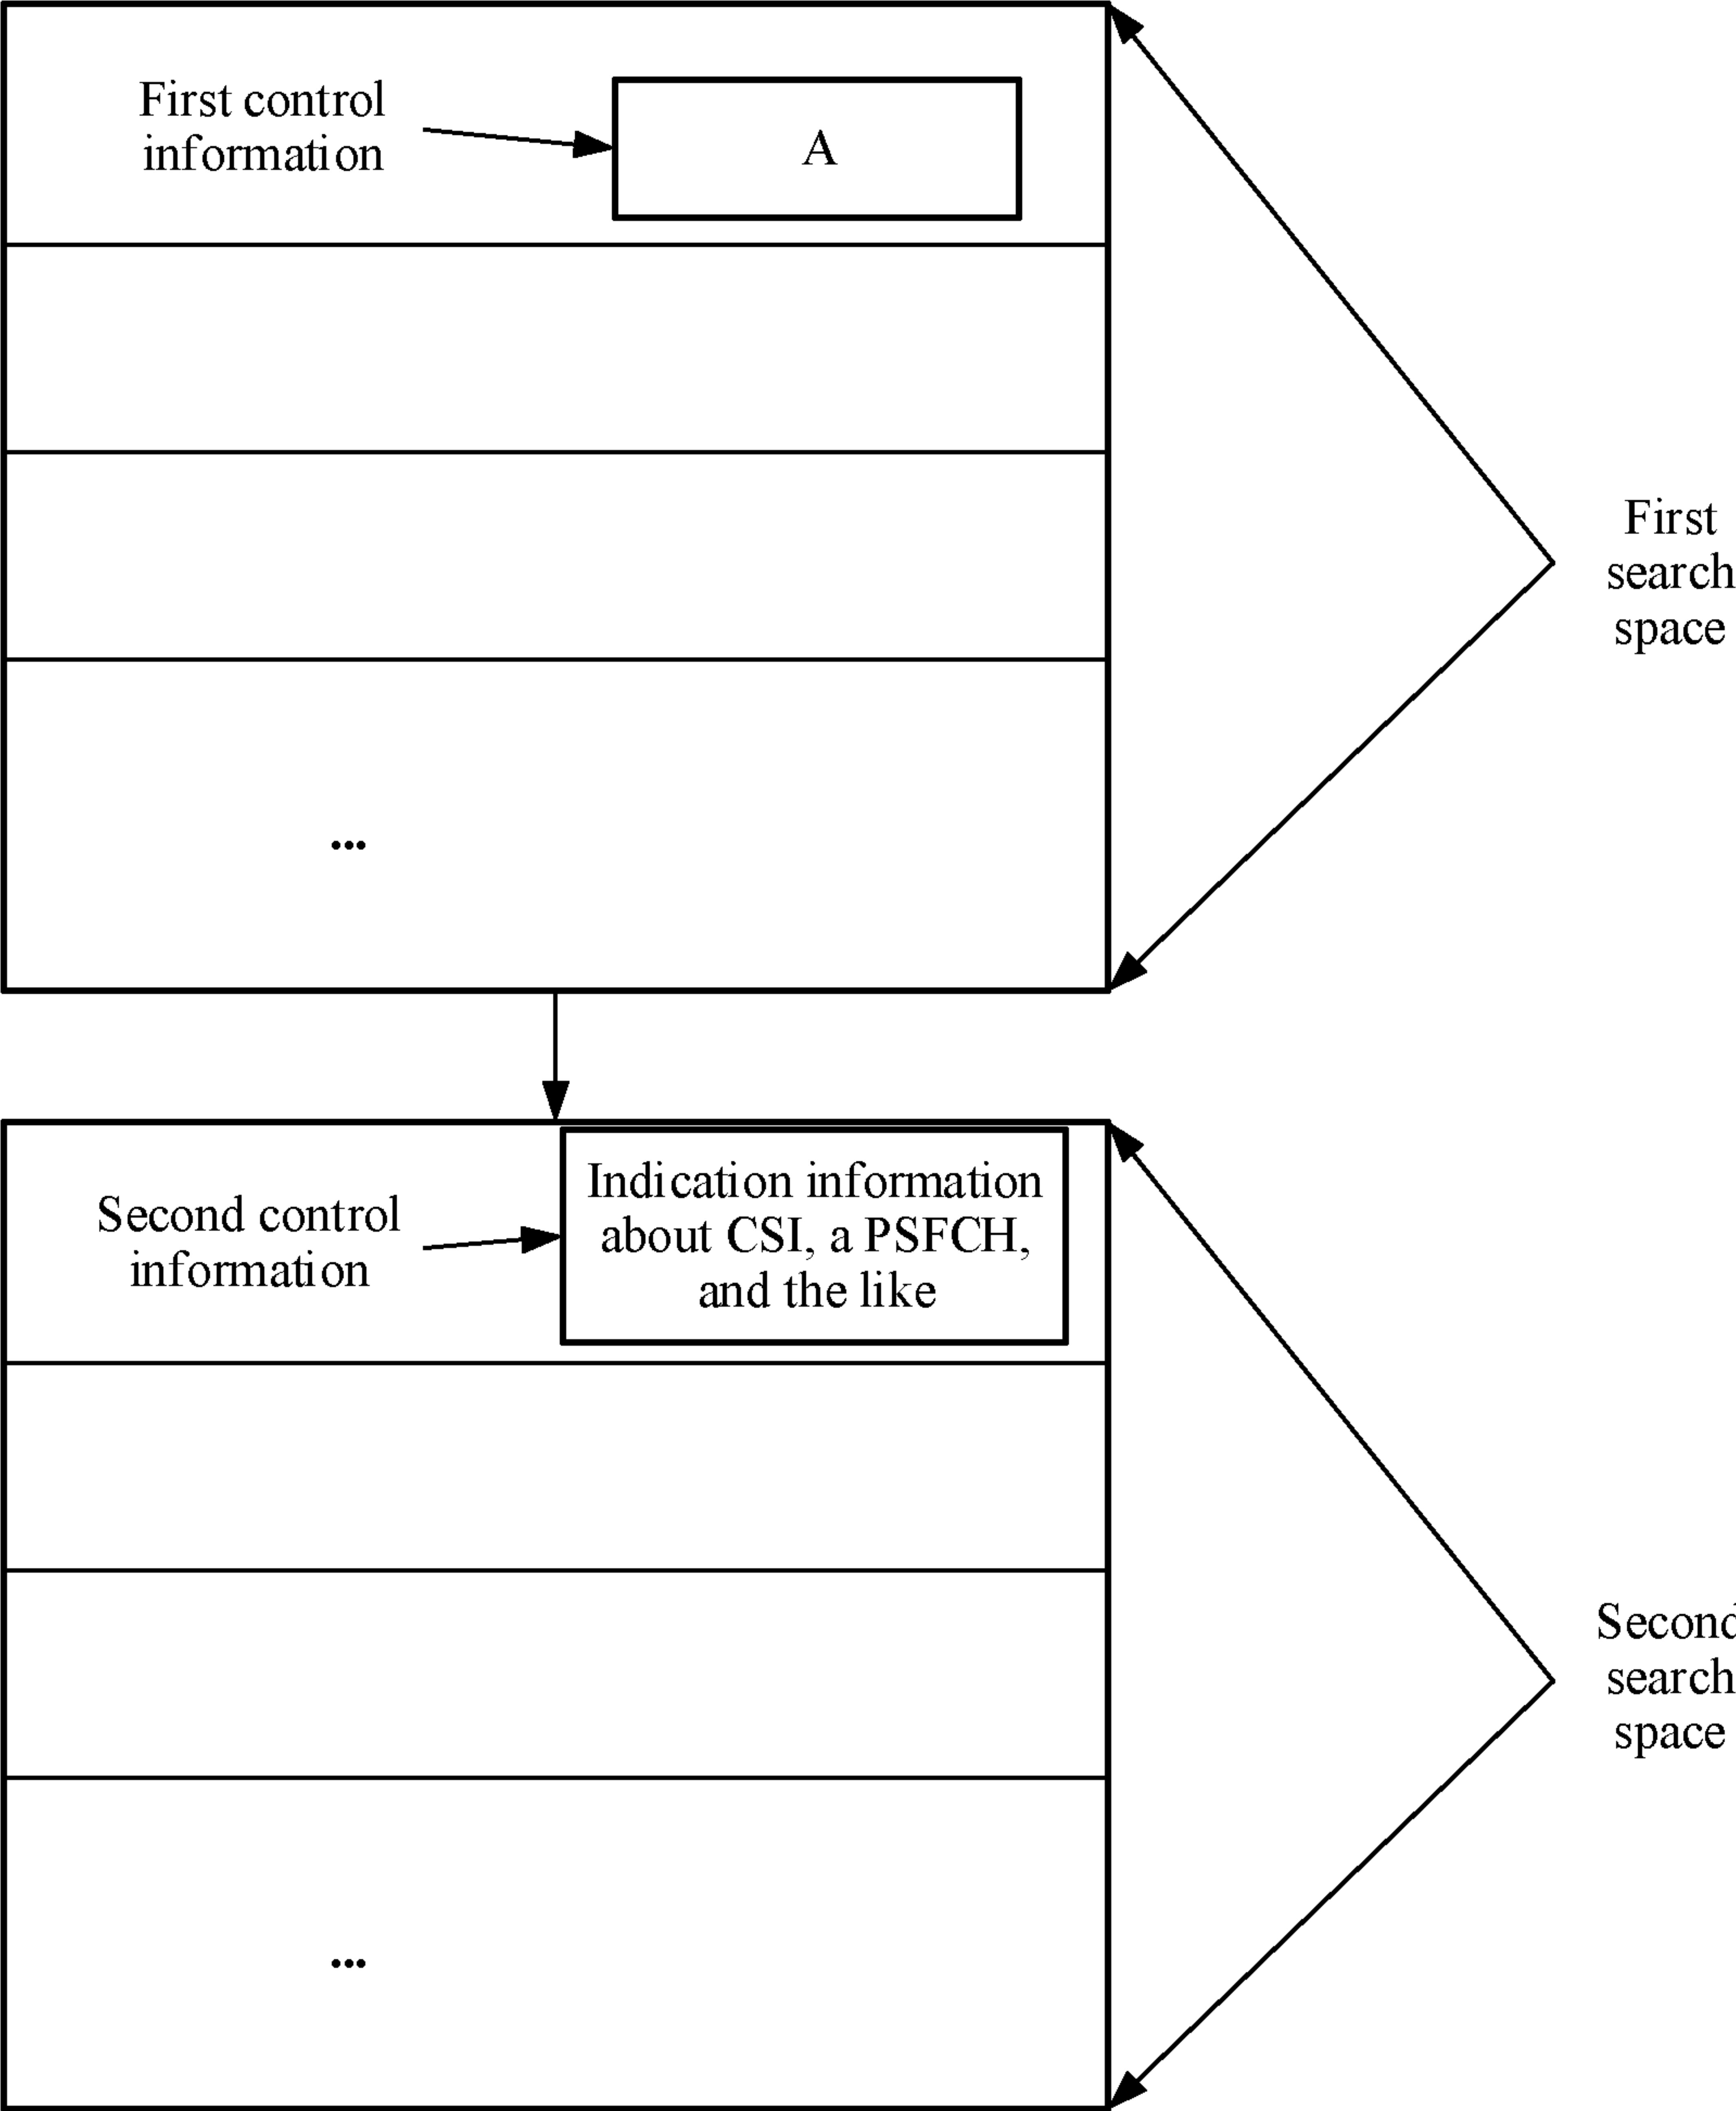 First control
information
A
First
search
space
...
Indication information
about CSI, a PSFCH,
and the like
Second control
information
Second
search
space
...